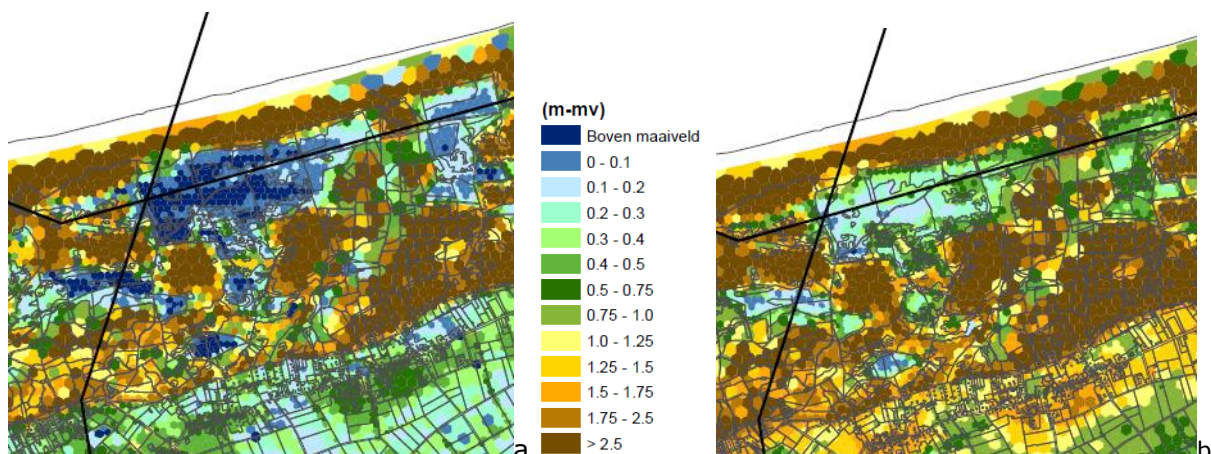 (m-mv)
Boven maaiveld
0 - 0.1
0.1 - 0.2
0.2 - 0.3
0.3 - 0.4
0.4 - 0.5
0.5 - 0.75
0.75 - 1.0
1.0 - 1.25
1.25 - 1.5
1.5 - 1.75
1.75 - 2.5
> 2.5
a
b